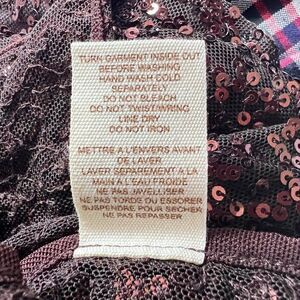 TURN GARMENT INSIDE OUT
BEFORE WASHING
HAND WASH COLD
SEPARATELY
DO NOT BLEACH
DO NOT TWIST/WRING
LINE DRY
DO NOT IRON
METTRE A L'ENVERS AVANT
DE LAVER
LAVER SEPAREMENT A LA
MAIN A L'EAU FROIDE
NE PAS JAVELLISER
NE PAS TORDRE OU ESSORER
SUSPENDRE POUR SECHER
NE PAS REPASSER